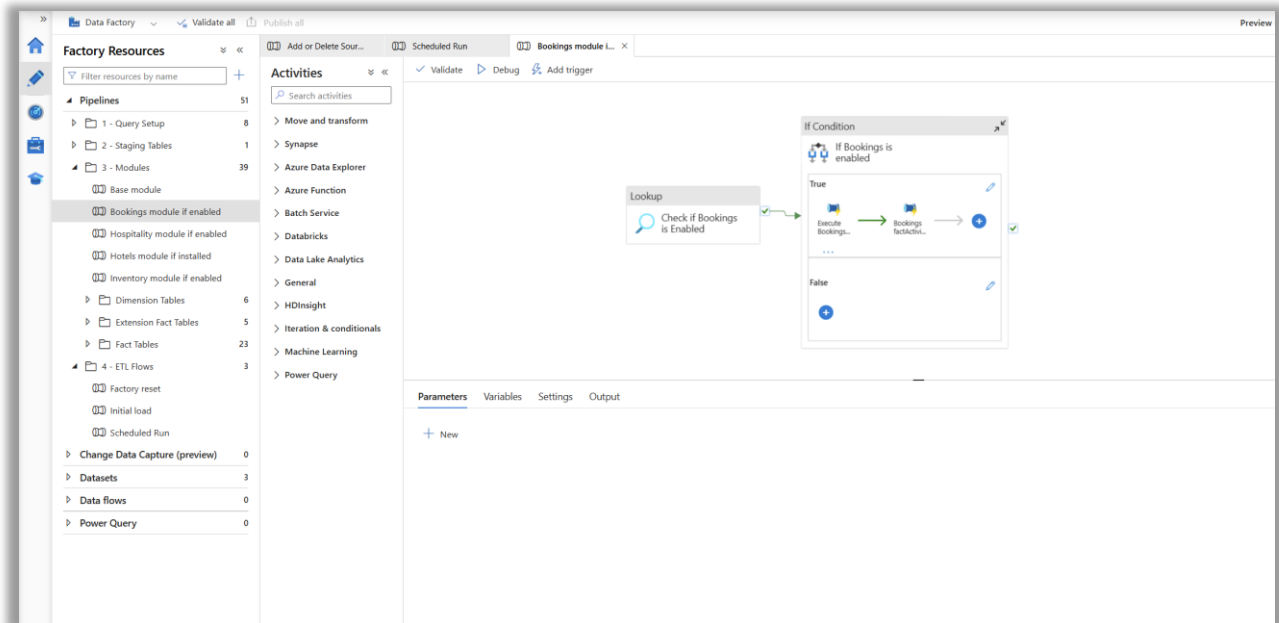 »
Data Factory
Validate all
Publish all
Preview
Factory Resources
Filter resources by name
Pipelines 51
1 - Query Setup 8
2 - Staging Tables 1
3 - Modules 39
Base module
Bookings module if enabled
Hospitality module if enabled
Hotels module if installed
Inventory module if enabled
Dimension Tables 6
Extension Fact Tables 5
Fact Tables 23
4 - ETL Flows 3
Factory reset
Initial load
Scheduled Run
Change Data Capture (preview) 0
Datasets 3
Data flows 0
Power Query 0
Add or Delete Sour...
Scheduled Run
Bookings module i...
Activities
Search activities
Move and transform
Synapse
Azure Data Explorer
Azure Function
Batch Service
Databricks
Data Lake Analytics
General
HDInsight
Iteration & conditionals
Machine Learning
Power Query
Validate
Debug
Add trigger
Lookup
Check if Bookings
is Enabled
If Condition
If Bookings is
enabled
True
Execute
Bookings...
Bookings
factActivi...
...
False
Parameters Variables Settings Output
New